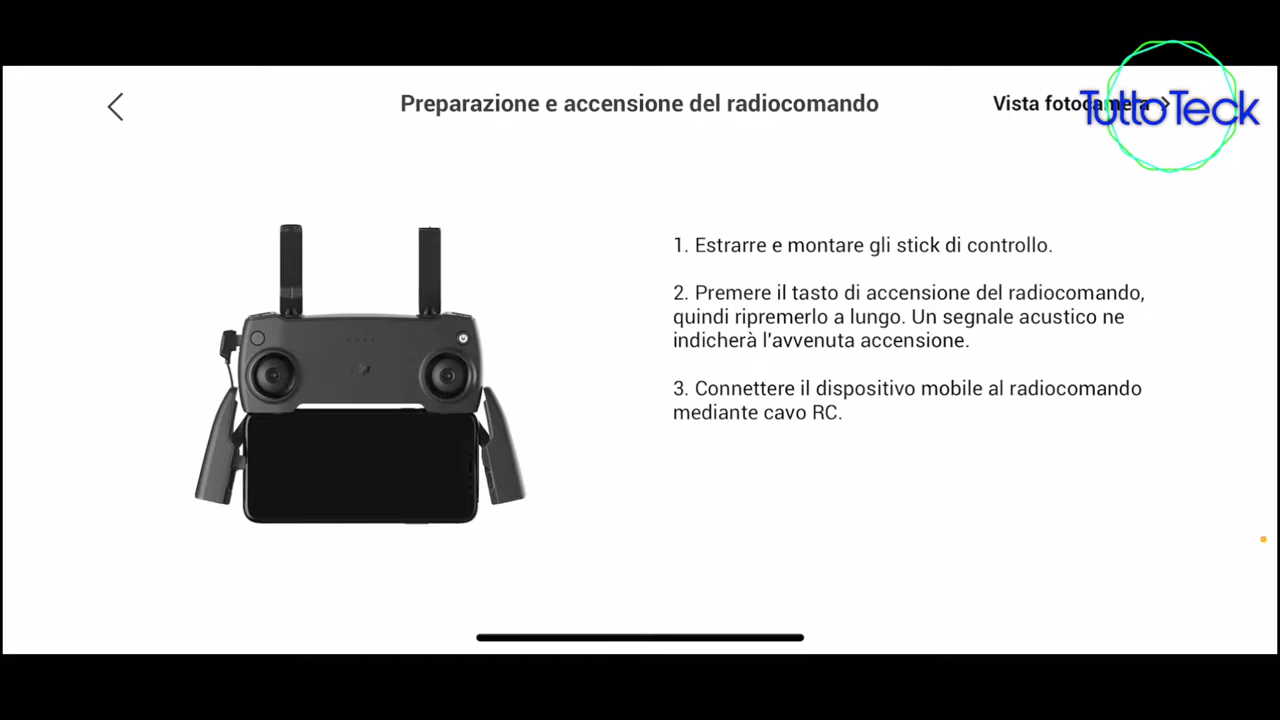 Preparazione e accensione del radiocomando
Vista fotocamera
TuttoTeck
1. Estrarre e montare gli stick di controllo.
2. Premere il tasto di accensione del radiocomando,
quindi ripremerlo a lungo. Un segnale acustico ne
indicherà l'avvenuta accensione.
3. Connettere il dispositivo mobile al radiocomando
mediante cavo RC.